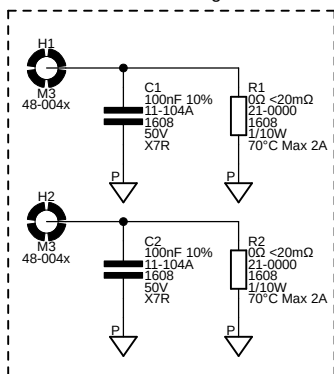 H1
M3
48-004x
C1
100nF 10%
11-104A
1608
50V
X7R
R1
0Ω <20mΩ
21-0000
1608
1/10W
70°C Max 2A
P
P
H2
M3
48-004x
C2
100nF 10%
11-104A
1608
50V
X7R
R2
0Ω <20mΩ
21-0000
1608
1/10W
70°C Max 2A
P
P